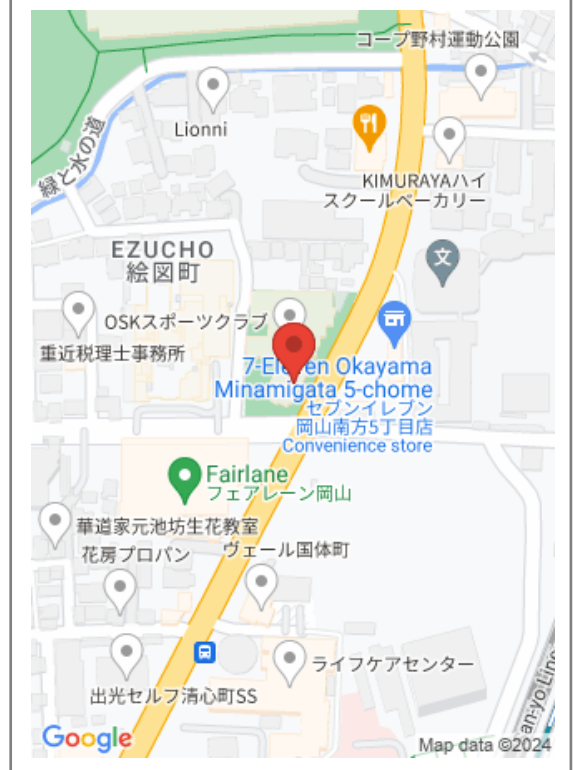 コープ野村運動公園
Lionni
緑と水の道
KIMURAYAハイ
スクールベーカリー
EZUCHO
絵図町
文
OSKスポーツクラブ
重近税理士事務所
7-Eleven Okayama
Minamigata 5-chome
セブンイレブン
岡山南方5丁目店
Convenience store
Fairlane
フェアレーン岡山
華道家元池坊生花教室
花房プロパン
ヴェール国体町
ライフケアセンター
出光セルフ清心町SS
an-yo Line
Google
Map data ©2024